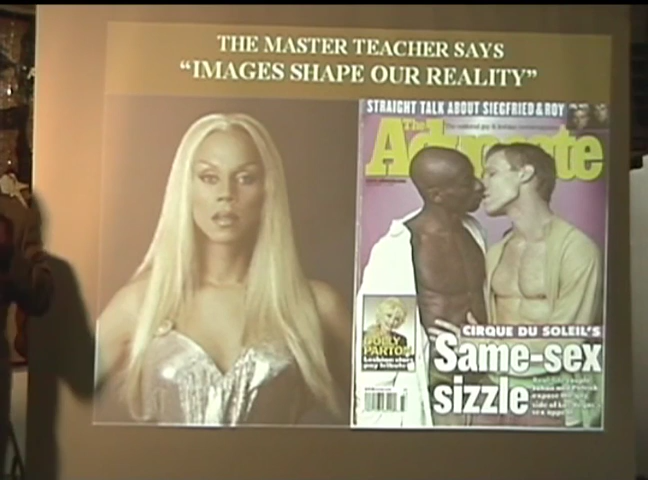 THE MASTER TEACHER SAYS
“IMAGES SHAPE OUR REALITY”
STRAIGHT TALK ABOUT SIEGFRIED & ROY
The
CIRQUE DU SOLEIL'S
Same-sex
sizzle
DOLLY
PARTON